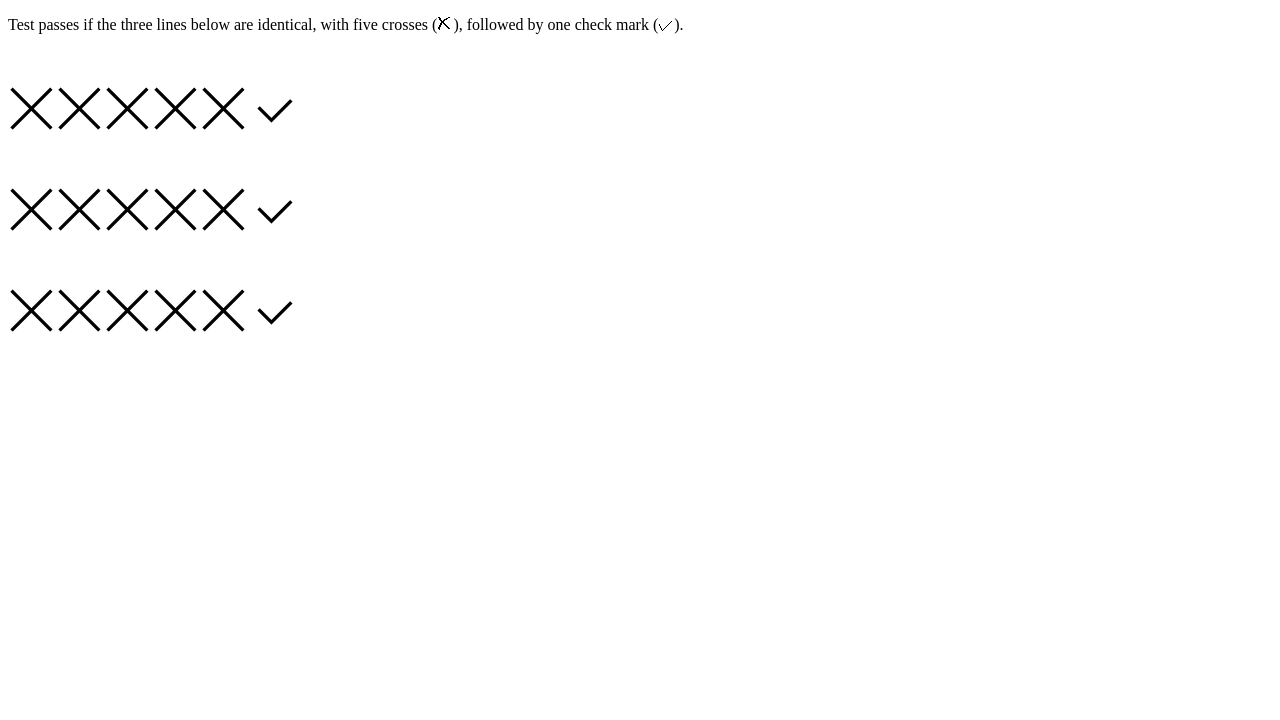 Test passes if the three lines below are identical, with five crosses (✗), followed by one check mark (✓).
✗✗✗✗✗✓
✗✗✗✗✗✓
✗✗✗✗✗✓